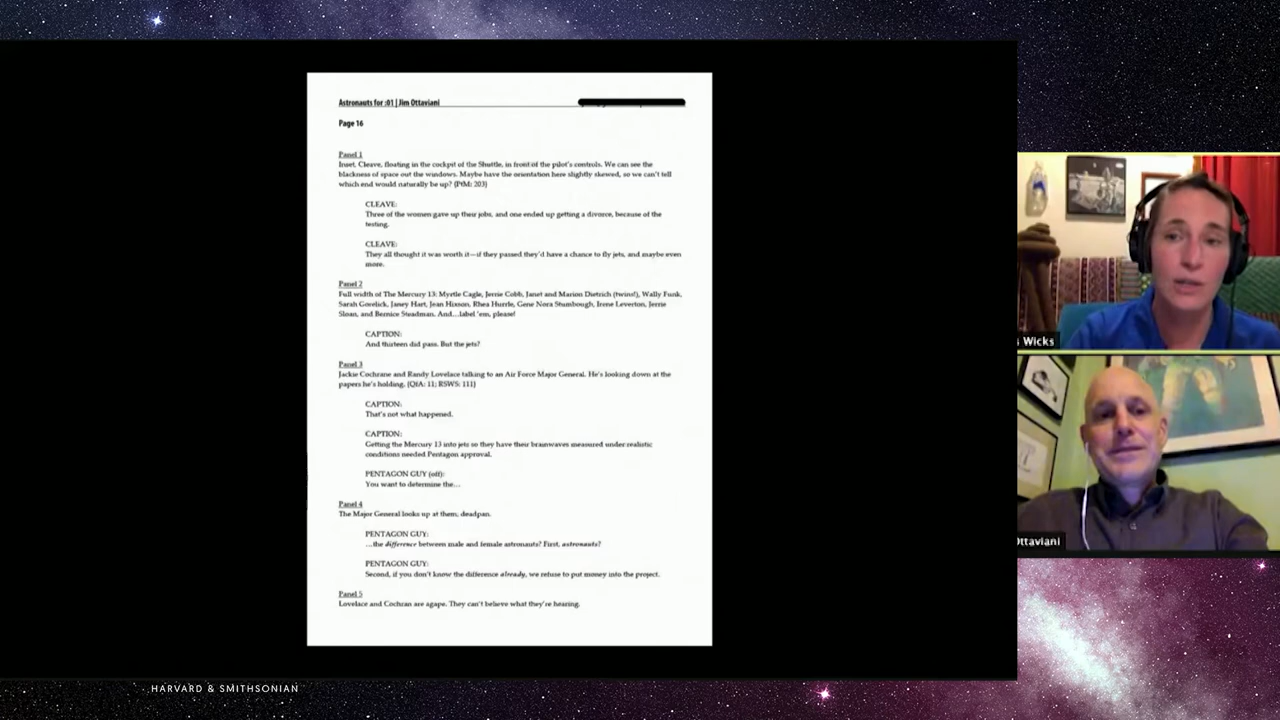 Astronauts for :01 | Jim Ottaviani
Page 16
Panel 1
Inset. Cleave, floating in the cockpit of the Shuttle, in front of the pilot's controls. We can see the
blackness of space out the windows. Maybe have the orientation here slightly skewed, so we can't tell
which end would naturally be up? (PtM: 203)
CLEAVE:
Three of the women gave up their jobs, and one ended up getting a divorce, because of the
testing.
CLEAVE:
They all thought it was worth it—if they passed they'd have a chance to fly jets, and maybe even
more.
Panel 2
Full width of The Mercury 13: Myrtle Cagle, Jerrie Cobb, Janet and Marion Dietrich (twins!), Wally Funk,
Sarah Gorelick, Janey Hart, Jean Hixson, Rhea Hurrle, Gene Nora Stumbough, Irene Leverton, Jerrie
Sloan, and Bernice Steadman. And...label 'em, please!
CAPTION:
And thirteen did pass. But the jets?
Panel 3
Jackie Cochrane and Randy Lovelace talking to an Air Force Major General. He's looking down at the
papers he's holding. (QfA: 11; RSWS: 111)
CAPTION:
That's not what happened.
CAPTION:
Getting the Mercury 13 into jets so they have their brainwaves measured under realistic
conditions needed Pentagon approval.
PENTAGON GUY (off):
You want to determine the...
Panel 4
The Major General looks up at them, deadpan.
PENTAGON GUY:
...the difference between male and female astronauts? First, astronauts?
PENTAGON GUY:
Second, if you don't know the difference already, we refuse to put money into the project.
Panel 5
Lovelace and Cochran are agape. They can't believe what they're hearing.
Wicks
Ottaviani
HARVARD & SMITHSONIAN